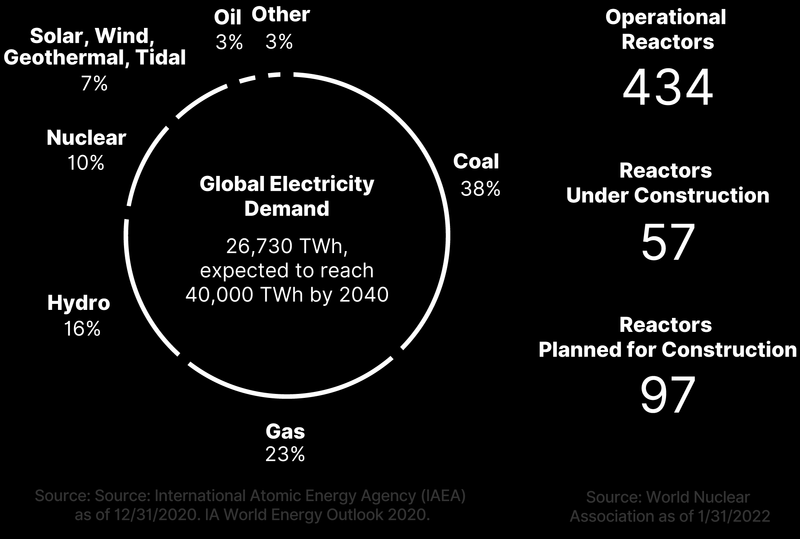 Oil
3%
Other
3%
Solar, Wind,
Geothermal, Tidal
7%
Nuclear
10%
Coal
38%
Global Electricity
Demand
26,730 TWh,
expected to reach
40,000 TWh by 2040
Hydro
16%
Gas
23%
Source: Source: International Atomic Energy Agency (IAEA)
as of 12/31/2020. IA World Energy Outlook 2020.
Operational
Reactors
434
Reactors
Under Construction
57
Reactors
Planned for Construction
97
Source: World Nuclear
Association as of 1/31/2022